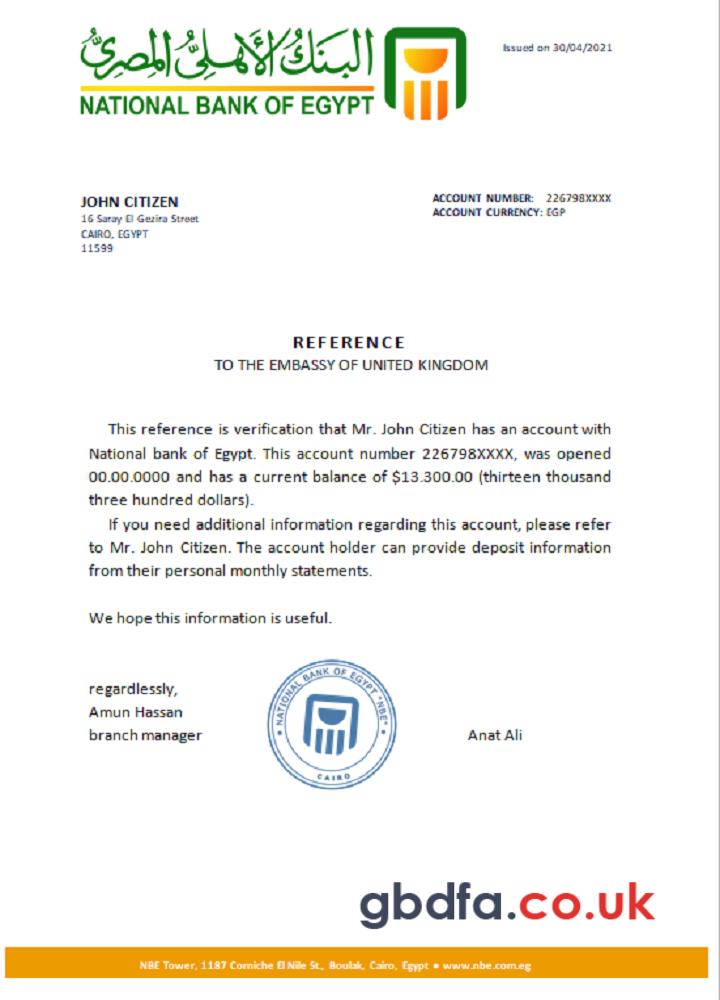 البنك الأهلي المصري
NATIONAL BANK OF EGYPT
Issued on 30/04/2021
JOHN CITIZEN
16 Saray El Gezira Street
CAIRO, EGYPT
11599
ACCOUNT NUMBER: 226798XXXX
ACCOUNT CURRENCY: EGP
REFERENCE
TO THE EMBASSY OF UNITED KINGDOM
This reference is verification that Mr. John Citizen has an account with
National bank of Egypt. This account number 226798XXXX, was opened
00.00.0000 and has a current balance of $13.300.00 (thirteen thousand
three hundred dollars).
If you need additional information regarding this account, please refer
to Mr. John Citizen. The account holder can provide deposit information
from their personal monthly statements.
We hope this information is useful.
regardlessly,
Amun Hassan
branch manager
NATIONAL BANK OF EGYPT "NBE"
CAIRO
Anat Ali
gbdfa.co.uk
NBE Tower, 1187 Corniche El Nile St., Boulak, Cairo, Egypt • www.nbe.com.eg